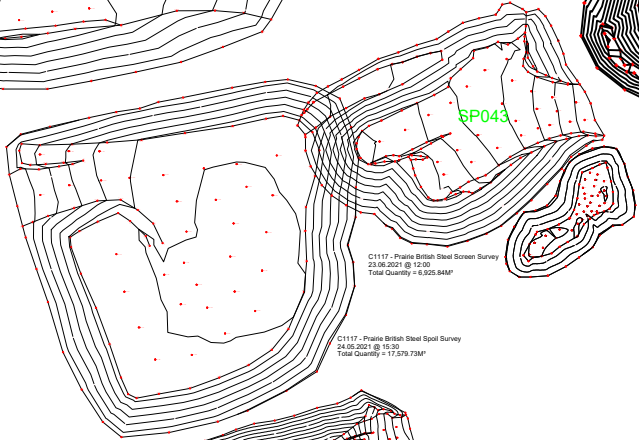 SP043
C1117 - Prairie British Steel Screen Survey
23.06.2021 @ 12:00
Total Quantity = 6,925.84M³
C1117 - Prairie British Steel Spoil Survey
24.05.2021 @ 15:30
Total Quantity = 17,579.73M³